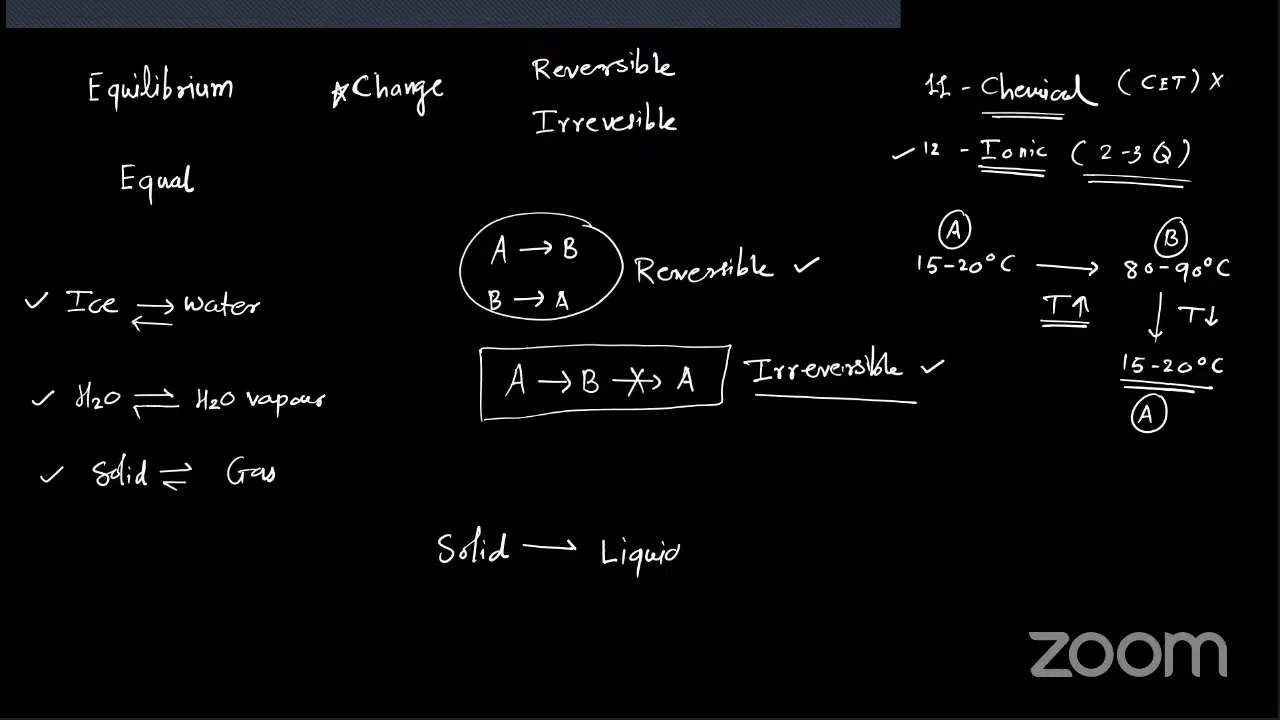 Equilibrium
Equal
☆Change
Reversible
Irrevesible
11 - Chemical (CET) X
✓ 12 - Ionic (2-3 Q)
✓ Ice ⇌ Water
✓ H2O ⇌ H2O vapour
✓ Solid ⇌ Gas
A → B
B → A
Reversible ✓
A → B -X→ A
Irreversible ✓
Solid → Liquid
A
B
15-20°C → 80-90°C
T↑
↓ T↓
15-20°C
A
zoom